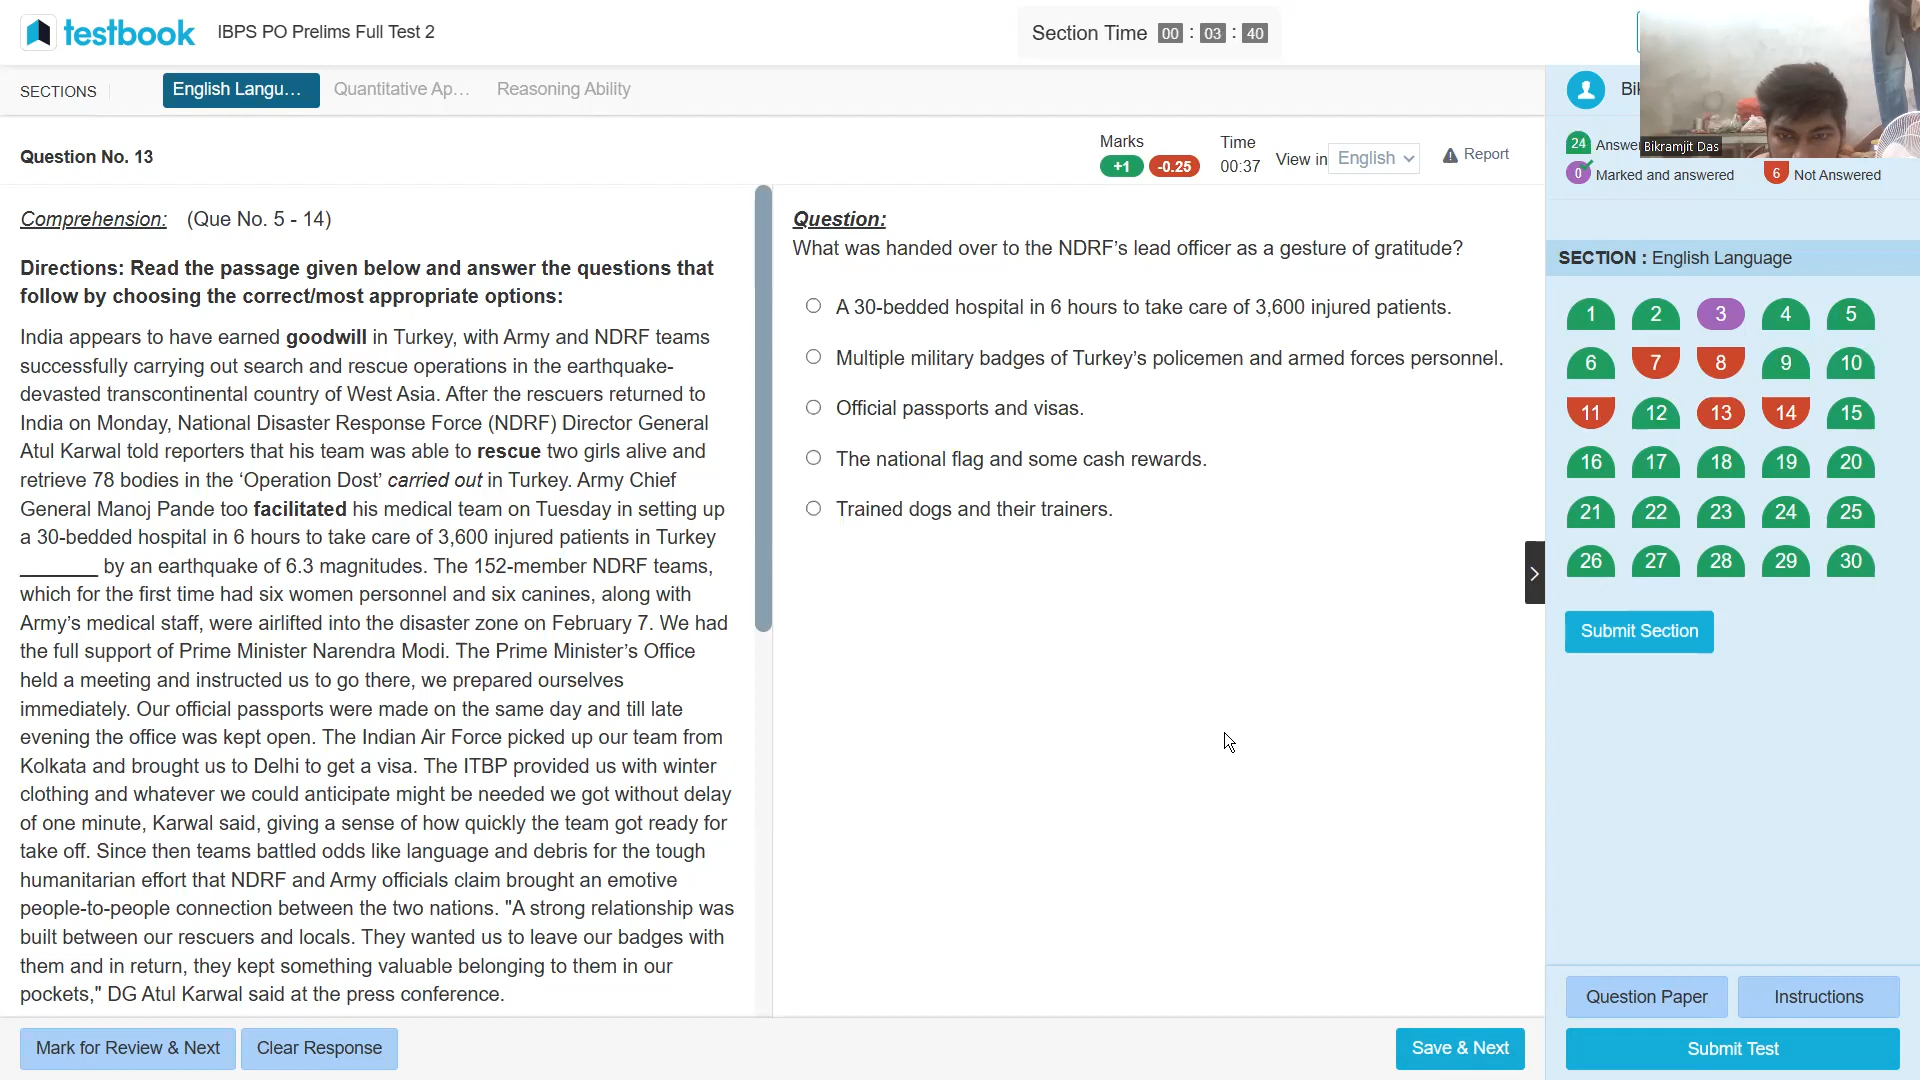 testbook
IBPS PO Prelims Full Test 2
Section Time 00 : 03 : 40
SECTIONS
English Langu...
Quantitative Ap...
Reasoning Ability
Question No. 13
Marks
+1
-0.25
Time
00:37
View in
English
Report
Comprehension: (Que No. 5 - 14)
Directions: Read the passage given below and answer the questions that
follow by choosing the correct/most appropriate options:
India appears to have earned goodwill in Turkey, with Army and NDRF teams
successfully carrying out search and rescue operations in the earthquake-
devasted transcontinental country of West Asia. After the rescuers returned to
India on Monday, National Disaster Response Force (NDRF) Director General
Atul Karwal told reporters that his team was able to rescue two girls alive and
retrieve 78 bodies in the ‘Operation Dost’ carried out in Turkey. Army Chief
General Manoj Pande too facilitated his medical team on Tuesday in setting up
a 30-bedded hospital in 6 hours to take care of 3,600 injured patients in Turkey
_______ by an earthquake of 6.3 magnitudes. The 152-member NDRF teams,
which for the first time had six women personnel and six canines, along with
Army’s medical staff, were airlifted into the disaster zone on February 7. We had
the full support of Prime Minister Narendra Modi. The Prime Minister’s Office
held a meeting and instructed us to go there, we prepared ourselves
immediately. Our official passports were made on the same day and till late
evening the office was kept open. The Indian Air Force picked up our team from
Kolkata and brought us to Delhi to get a visa. The ITBP provided us with winter
clothing and whatever we could anticipate might be needed we got without delay
of one minute, Karwal said, giving a sense of how quickly the team got ready for
take off. Since then teams battled odds like language and debris for the tough
humanitarian effort that NDRF and Army officials claim brought an emotive
people-to-people connection between the two nations. "A strong relationship was
built between our rescuers and locals. They wanted us to leave our badges with
them and in return, they kept something valuable belonging to them in our
pockets," DG Atul Karwal said at the press conference.
Question:
What was handed over to the NDRF’s lead officer as a gesture of gratitude?
A 30-bedded hospital in 6 hours to take care of 3,600 injured patients.
Multiple military badges of Turkey’s policemen and armed forces personnel.
Official passports and visas.
The national flag and some cash rewards.
Trained dogs and their trainers.
Mark for Review & Next
Clear Response
Save & Next
Bikramjit Das
24
0 Marked and answered
6 Not Answered
SECTION : English Language
1 2 3 4 5
6 7 8 9 10
11 12 13 14 15
16 17 18 19 20
21 22 23 24 25
26 27 28 29 30
Submit Section
Question Paper
Instructions
Submit Test